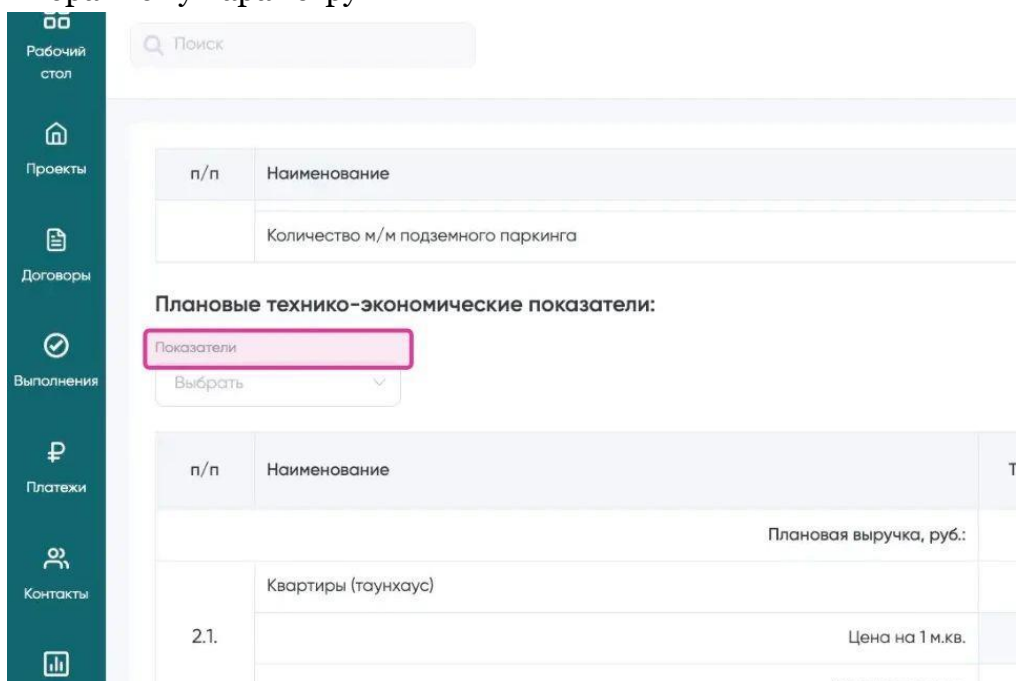 Рабочий
стол
Поиск
Проекты
п/п Наименование
Количество м/м подземного паркинга
Договоры
Плановые технико-экономические показатели:
Показатели
Выбрать
Выполнения
п/п Наименование
Платежи
Плановая выручка, руб.:
Контакты
Квартиры (таунхаус)
2.1.
Цена на 1 м.кв.